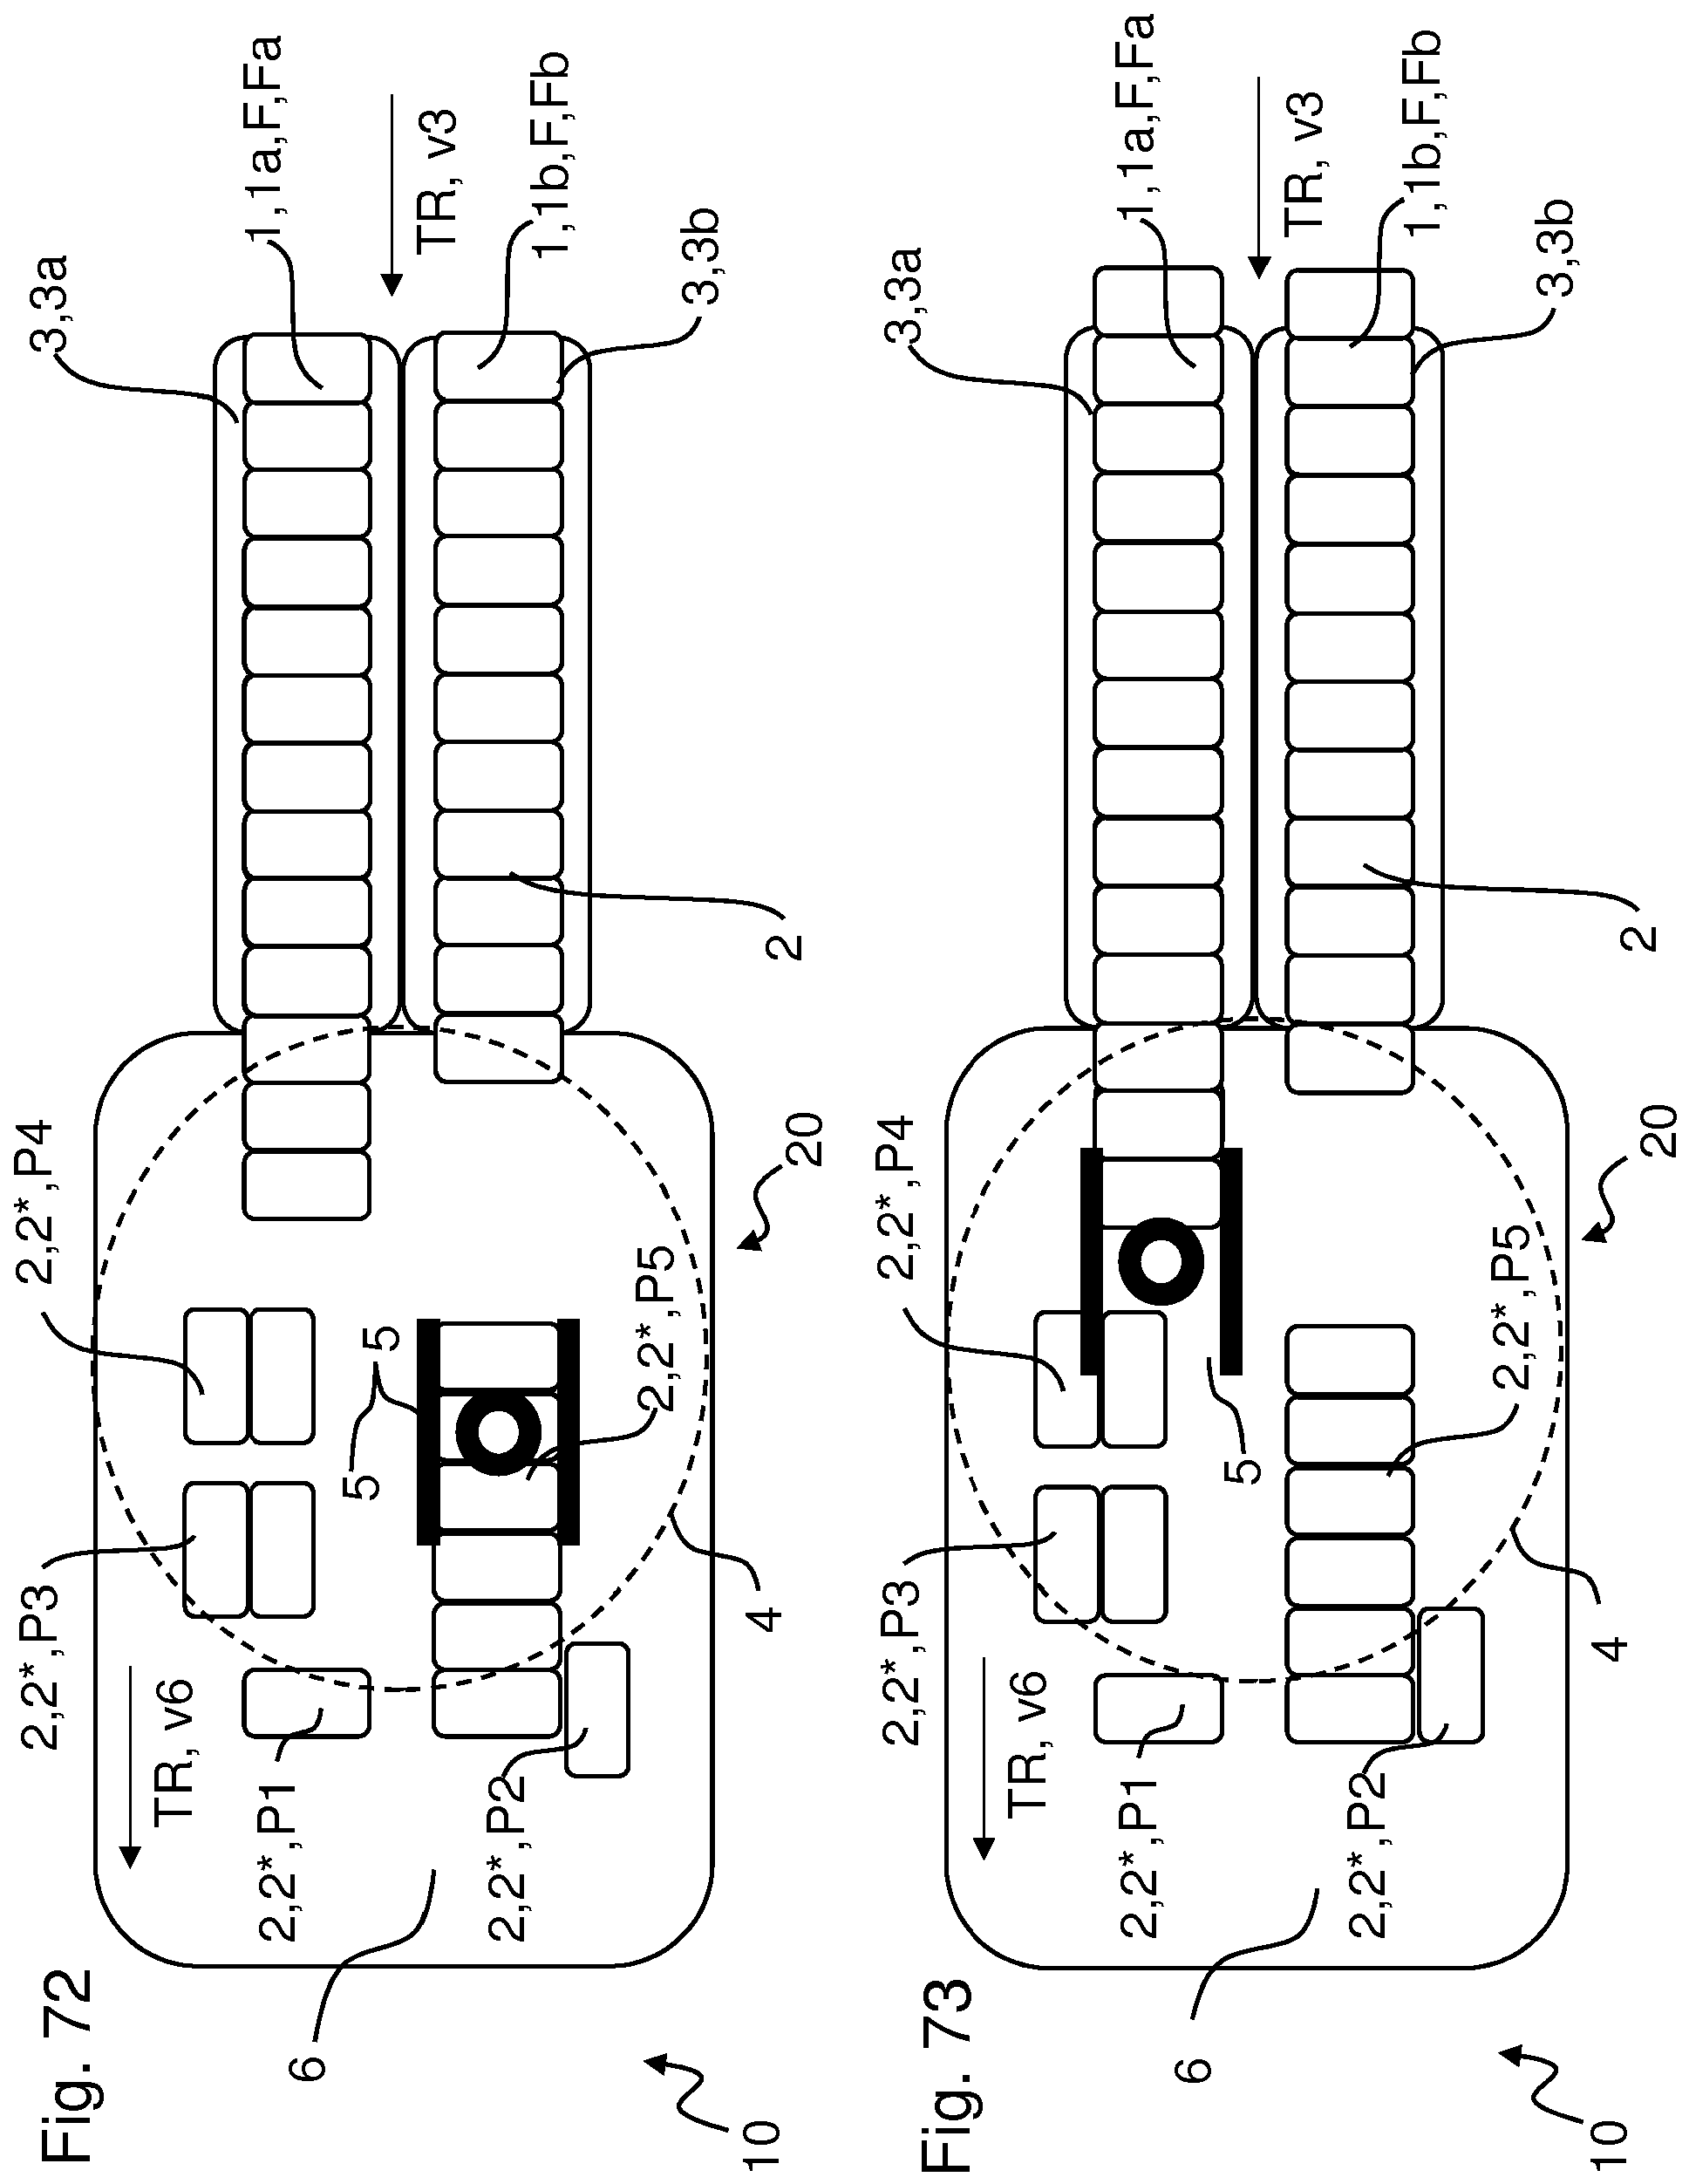 Fig. 72
3,3a
1,1a,F,Fa
TR, v3
1,1b,F,Fb
3,3b
2
2,2*,P4
20
5
5
2,2*,P5
2,2*,P3
4
TR, v6
2,2*,P1
2,2*,P2
6
10
Fig. 73
3,3a
1,1a,F,Fa
TR, v3
1,1b,F,Fb
3,3b
2
2,2*,P4
20
5
2,2*,P5
2,2*,P3
4
TR, v6
2,2*,P1
2,2*,P2
6
10